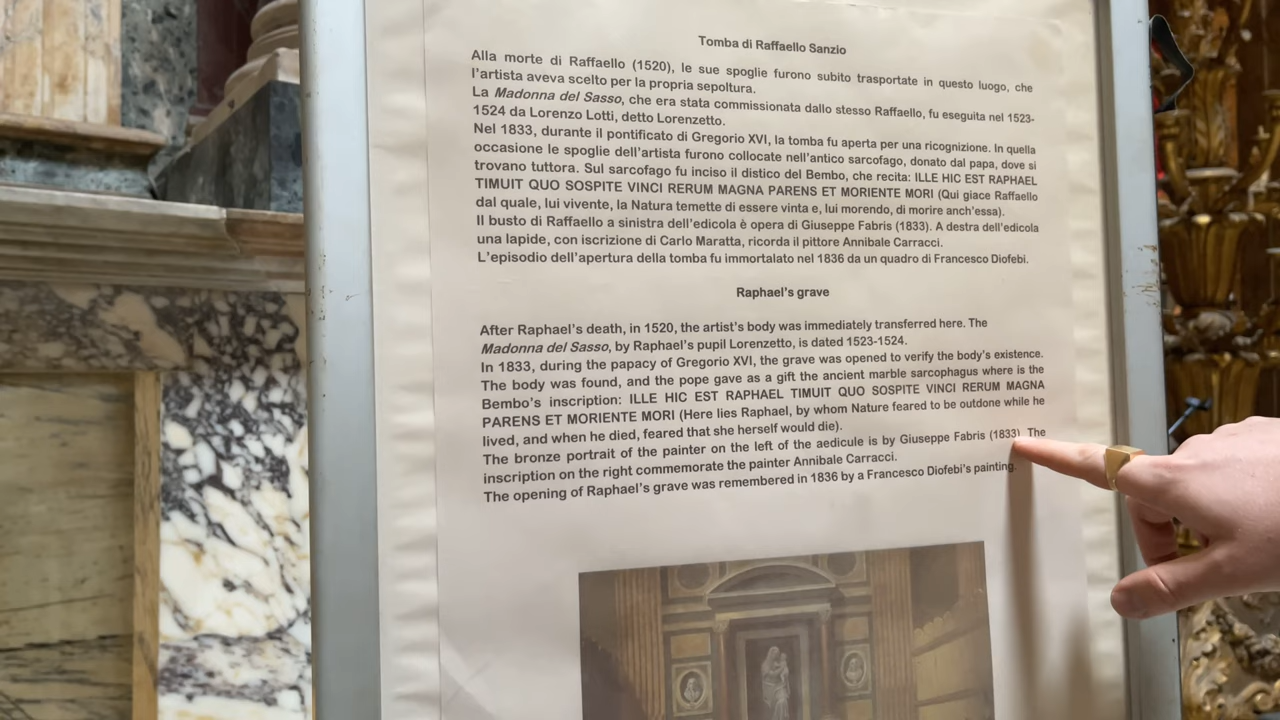 Tomba di Raffaello Sanzio
Alla morte di Raffaello (1520), le sue spoglie furono subito trasportate in questo luogo, che
l'artista aveva scelto per la propria sepoltura.
La Madonna del Sasso, che era stata commissionata dallo stesso Raffaello, fu eseguita nel 1523-
1524 da Lorenzo Lotti, detto Lorenzetto.
Nel 1833, durante il pontificato di Gregorio XVI, la tomba fu aperta per una ricognizione. In quella
occasione le spoglie dell'artista furono collocate nell'antico sarcofago, donato dal papa, dove si
trovano tuttora. Sul sarcofago fu inciso il distico del Bembo, che recita: ILLE HIC EST RAPHAEL
TIMUIT QUO SOSPITE VINCI RERUM MAGNA PARENS ET MORIENTE MORI (Qui giace Raffaello
dal quale, lui vivente, la Natura temette di essere vinta e, lui morendo, di morire anch'essa).
Il busto di Raffaello a sinistra dell'edicola è opera di Giuseppe Fabris (1833). A destra dell'edicola
una lapide, con iscrizione di Carlo Maratta, ricorda il pittore Annibale Carracci.
L'episodio dell'apertura della tomba fu immortalato nel 1836 da un quadro di Francesco Diofebi.
Raphael's grave
After Raphael's death, in 1520, the artist's body was immediately transferred here. The
Madonna del Sasso, by Raphael's pupil Lorenzetto, is dated 1523-1524.
In 1833, during the papacy of Gregorio XVI, the grave was opened to verify the body's existence.
The body was found, and the pope gave as a gift the ancient marble sarcophagus where is the
Bembo's inscription: ILLE HIC EST RAPHAEL TIMUIT QUO SOSPITE VINCI RERUM MAGNA
PARENS ET MORIENTE MORI (Here lies Raphael, by whom Nature feared to be outdone while he
lived, and when he died, feared that she herself would die).
The bronze portrait of the painter on the left of the aedicule is by Giuseppe Fabris (1833). The
inscription on the right commemorate the painter Annibale Carracci.
The opening of Raphael's grave was remembered in 1836 by a Francesco Diofebi's painting.